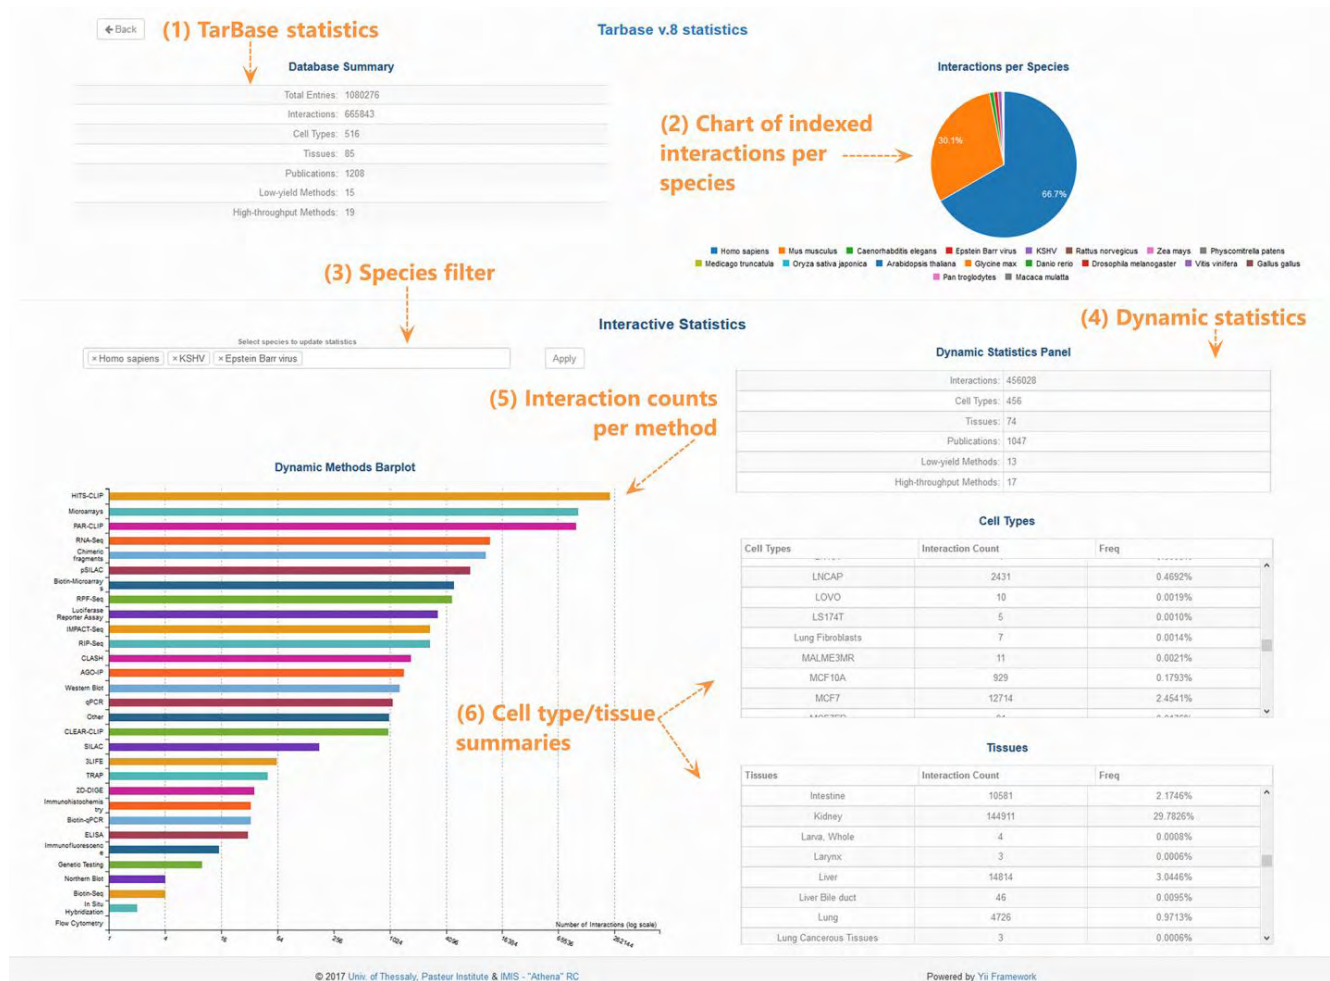 Back
(1) TarBase statistics
Tarbase v.8 statistics
Database Summary
Total Entries: 1080276
Interactions: 665843
Cell Types: 516
Tissues: 85
Publications: 1208
Low-yield Methods: 15
High-throughput Methods: 19
Interactions per Species
(2) Chart of indexed
interactions per
species
30.1%
66.7%
Homo sapiens Mus musculus Caenorhabditis elegans Epstein Barr virus KSHV Rattus norvegicus Zea mays Physcomitrella patens
Medicago truncatula Oryza sativa japonica Arabidopsis thaliana Glycine max Danio rerio Drosophila melanogaster Vitis vinifera Gallus gallus
Pan troglodytes Macaca mulatta
(3) Species filter
Interactive Statistics
(4) Dynamic statistics
Select species to update statistics
× Homo sapiens × KSHV × Epstein Barr virus
Apply
Dynamic Statistics Panel
Interactions: 456028
Cell Types: 456
Tissues: 74
Publications: 1047
Low-yield Methods: 13
High-throughput Methods: 17
(5) Interaction counts
per method
Dynamic Methods Barplot
HITS-CLIP
Microarrays
PAR-CLIP
RNA-Seq
Chimeric
fragments
pSILAC
Biotin-Microarray
s
RPF-Seq
Luciferase
Reporter Assay
IMPACT-Seq
RIP-Seq
CLASH
AGO-IP
Western Blot
qPCR
Other
CLEAR-CLIP
SILAC
3LIFE
TRAP
2D-DIGE
Immunohistochemis
try
Biotin-qPCR
ELISA
Immunofluorescenc
e
Genetic Testing
Northern Blot
Biotin-Seq
In Situ
Hybridization
Flow Cytometry
Number of Interactions (log scale)
1 4 16 64 256 1024 4096 16384 65536 262144
Cell Types
Cell Types Interaction Count Freq
LNCAP 2431 0.4692%
LOVO 10 0.0019%
LS174T 5 0.0010%
Lung Fibroblasts 7 0.0014%
MALME3MR 11 0.0021%
MCF10A 929 0.1793%
MCF7 12714 2.4541%
(6) Cell type/tissue
summaries
Tissues
Tissues Interaction Count Freq
Intestine 10581 2.1746%
Kidney 144911 29.7826%
Larva, Whole 4 0.0008%
Larynx 3 0.0006%
Liver 14814 3.0446%
Liver Bile duct 46 0.0095%
Lung 4726 0.9713%
Lung Cancerous Tissues 3 0.0006%
© 2017 Univ. of Thessaly, Pasteur Institute & IMIS - "Athena" RC
Powered by Yii Framework